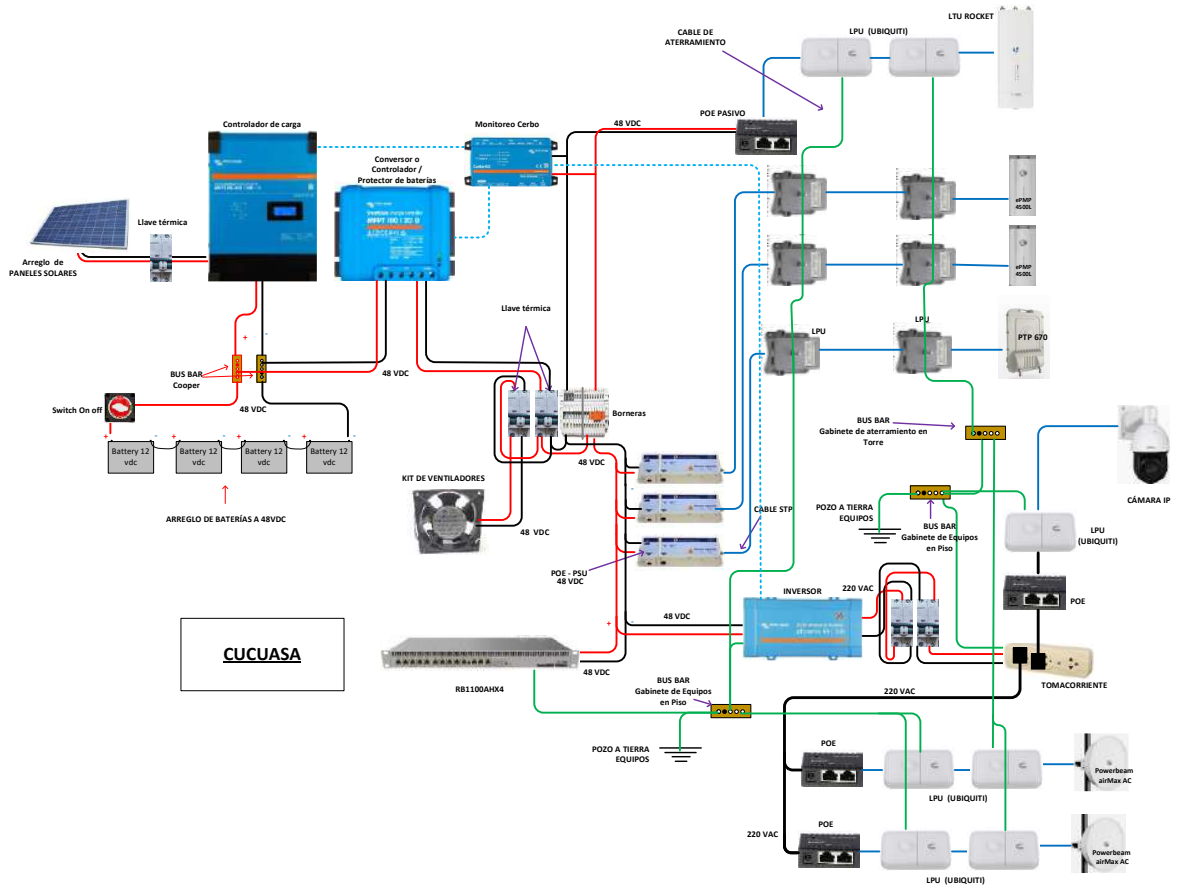 LTU ROCKET
LPU (UBIQUITI)
CABLE DE
ATERRAMIENTO
POE PASIVO
48 VDC
Controlador de carga
Monitoreo Cerbo
Conversor o
Controlador /
Protector de baterías
Llave térmica
Arreglo de
PANELES SOLARES
ePMP
4500L
ePMP
4500L
LPU
LPU
PTP 670
Llave térmica
+
-
BUS BAR
Cooper
48 VDC
Switch On off
48 VDC
Borneras
+
-
+
-
+
-
+
-
Battery 12
vdc
Battery 12
vdc
Battery 12
vdc
Battery 12
vdc
ARREGLO DE BATERÍAS A 48VDC
48 VDC
KIT DE VENTILADORES
48 VDC
CABLE STP
POE - PSU
48 VDC
BUS BAR
Gabinete de aterramiento en
Torre
CÁMARA IP
POZO A TIERRA
EQUIPOS
BUS BAR
Gabinete de Equipos
en Piso
LPU
(UBIQUITI)
POE
INVERSOR
220 VAC
48 VDC
+
-
TOMACORRIENTE
CUCUASA
RB1100AHX4
48 VDC
220 VAC
BUS BAR
Gabinete de Equipos
en Piso
POZO A TIERRA
EQUIPOS
POE
LPU (UBIQUITI)
Powerbeam
airMax AC
220 VAC
POE
LPU (UBIQUITI)
Powerbeam
airMax AC